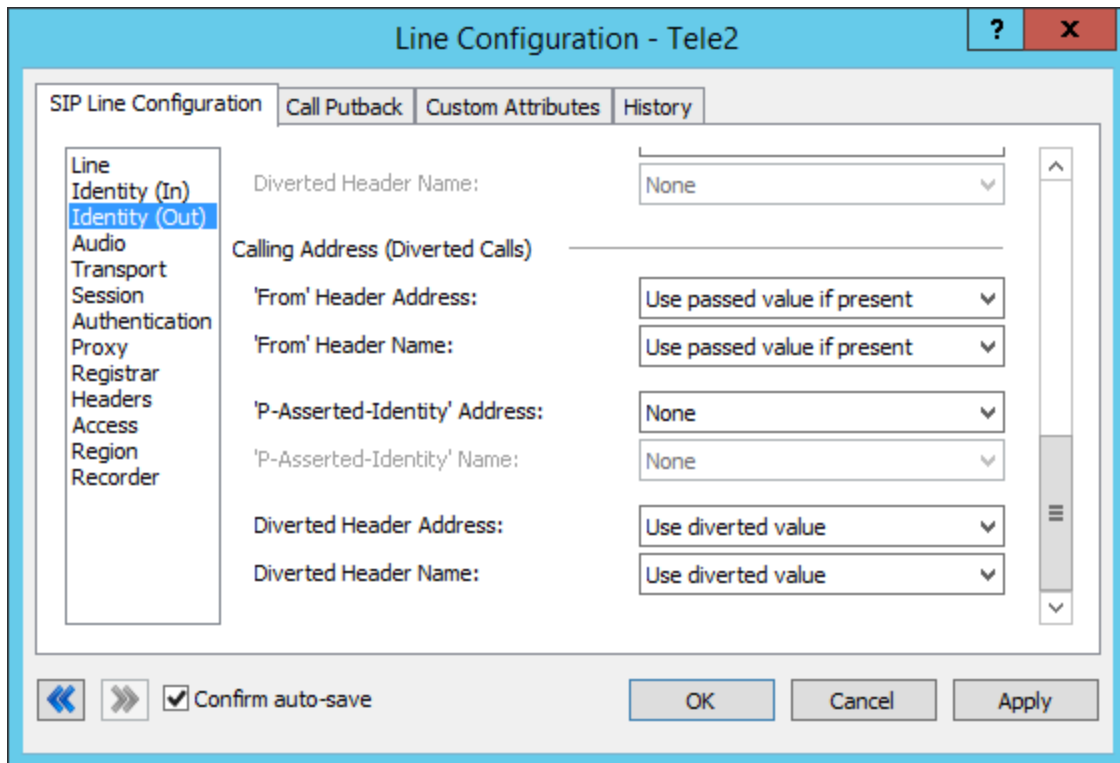 Line Configuration - Tele2
?
x
SIP Line Configuration
Call Putback
Custom Attributes
History
Line
Identity (In)
Identity (Out)
Audio
Transport
Session
Authentication
Proxy
Registrar
Headers
Access
Region
Recorder
Diverted Header Name:
None
Calling Address (Diverted Calls)
'From' Header Address:
Use passed value if present
'From' Header Name:
Use passed value if present
'P-Asserted-Identity' Address:
None
'P-Asserted-Identity' Name:
None
Diverted Header Address:
Use diverted value
Diverted Header Name:
Use diverted value
Confirm auto-save
OK
Cancel
Apply